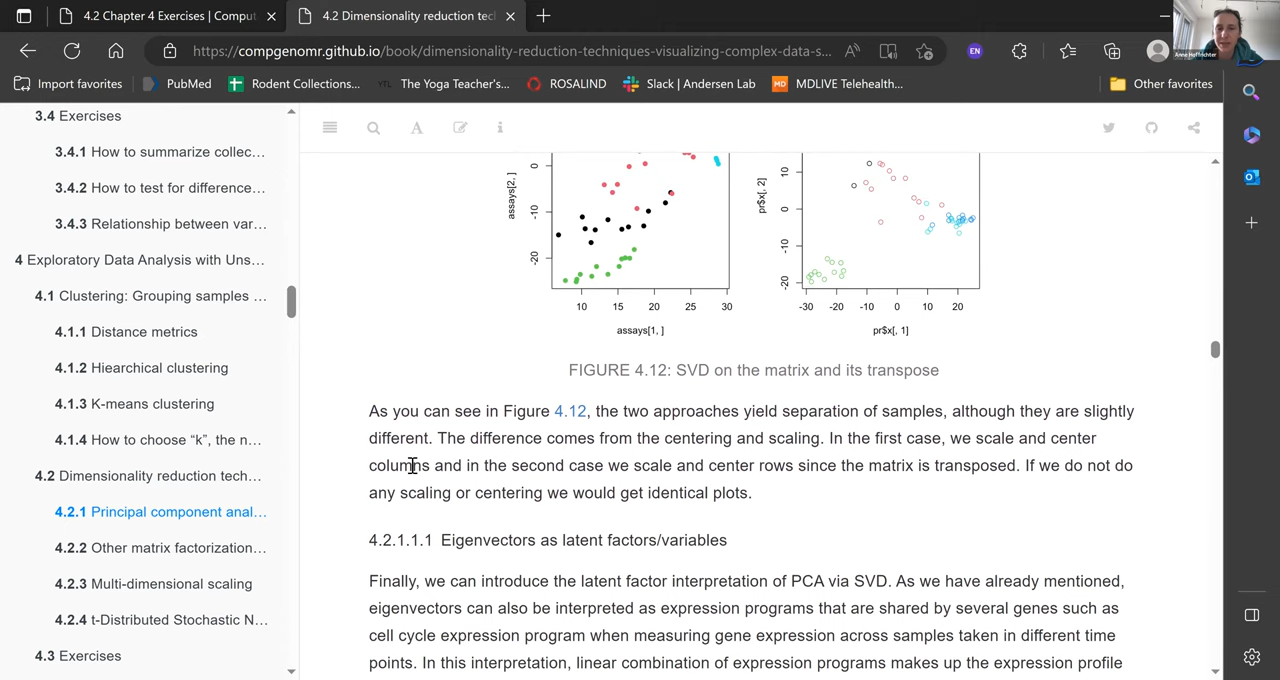 4.2 Chapter 4 Exercises | Comput
4.2 Dimensionality reduction tec
https://compgenomr.github.io/book/dimensionality-reduction-techniques-visualizing-complex-data-s...
EN
Import favorites
PubMed
Rodent Collections...
YTL
The Yoga Teacher's...
ROSALIND
Slack | Andersen Lab
MD
MDLIVE Telehealth...
Other favorites
Anne Hoffrichter
3.4 Exercises
3.4.1 How to summarize collec...
3.4.2 How to test for difference...
3.4.3 Relationship between var...
4 Exploratory Data Analysis with Uns...
4.1 Clustering: Grouping samples ...
4.1.1 Distance metrics
4.1.2 Hiearchical clustering
4.1.3 K-means clustering
4.1.4 How to choose “k”, the n...
4.2 Dimensionality reduction tech...
4.2.1 Principal component anal...
4.2.2 Other matrix factorization...
4.2.3 Multi-dimensional scaling
4.2.4 t-Distributed Stochastic N...
4.3 Exercises
assays[2, ]
0
-10
-20
10 15 20 25 30
assays[1, ]
pr$x[, 2]
10
0
-10
-20
-30 -20 -10 0 10 20
pr$x[, 1]
FIGURE 4.12: SVD on the matrix and its transpose
As you can see in Figure 4.12, the two approaches yield separation of samples, although they are slightly
different. The difference comes from the centering and scaling. In the first case, we scale and center
columns and in the second case we scale and center rows since the matrix is transposed. If we do not do
any scaling or centering we would get identical plots.
4.2.1.1.1 Eigenvectors as latent factors/variables
Finally, we can introduce the latent factor interpretation of PCA via SVD. As we have already mentioned,
eigenvectors can also be interpreted as expression programs that are shared by several genes such as
cell cycle expression program when measuring gene expression across samples taken in different time
points. In this interpretation, linear combination of expression programs makes up the expression profile